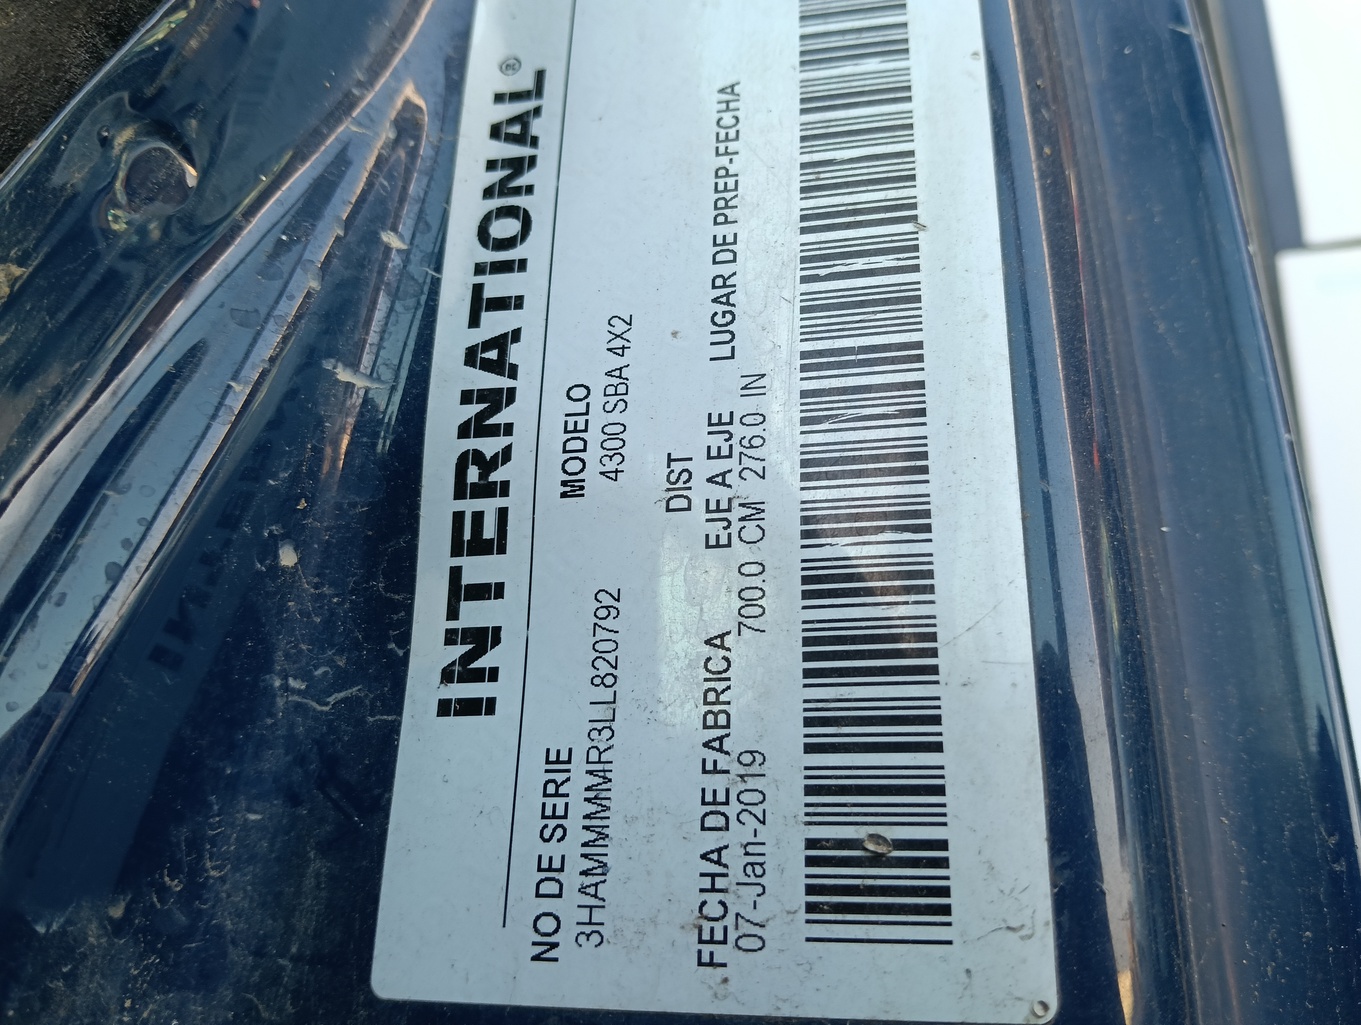 INTERNATIONAL®
NO DE SERIE MODELO
3HAMMMMR3LL820792 4300 SBA 4X2
DIST
FECHA DE FABRICA EJE A EJE LUGAR DE PREP-FECHA
07-Jan-2019 700.0 CM 276.0 IN